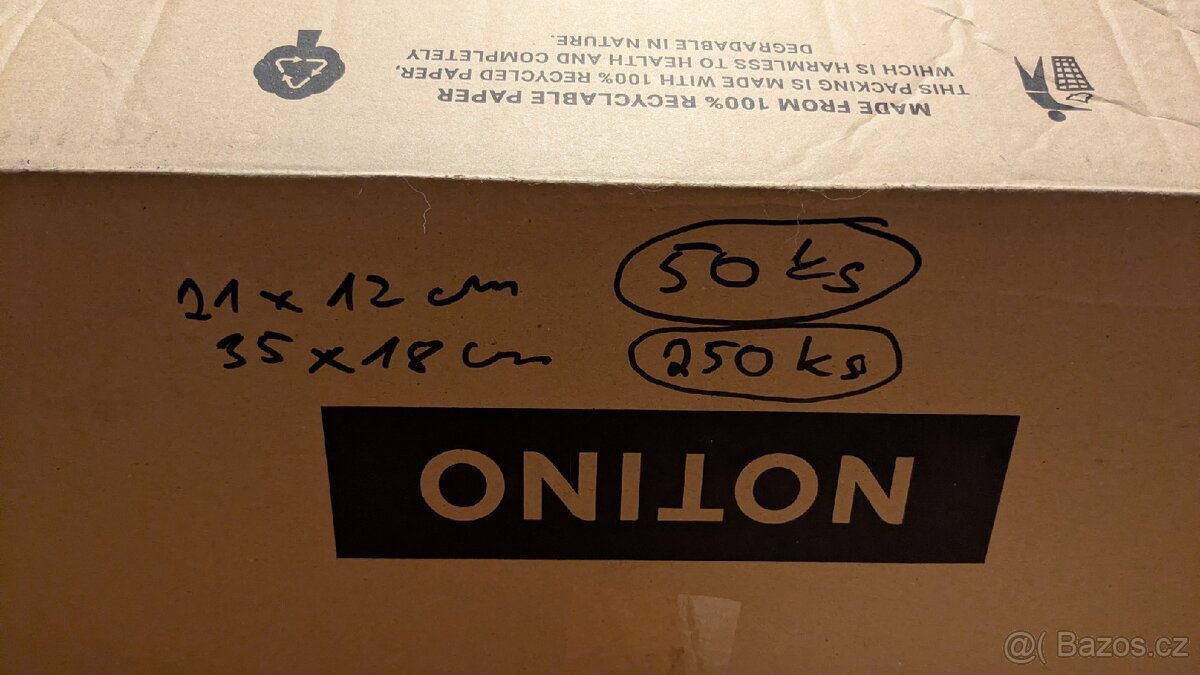 MADE FROM 100% RECYCLABLE PAPER
THIS PACKING IS MADE WITH 100% RECYCLED PAPER,
WHICH IS HARMLESS TO HEALTH AND COMPLETELY
DEGRADABLE IN NATURE.
21 x 12 cm 50 ks
35 x 18 cm 250 ks
NOTINO
@( Bazos.cz